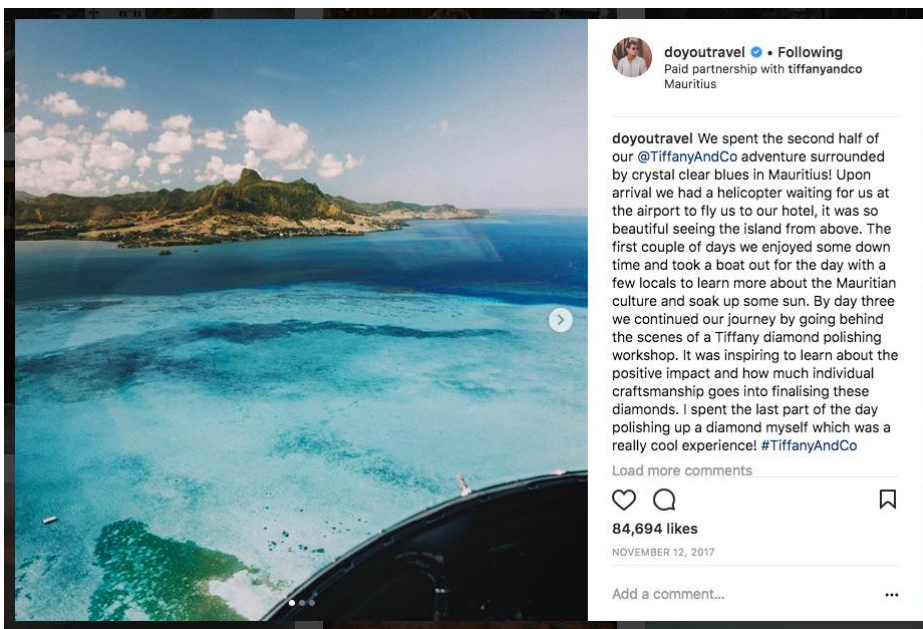 doyoutravel • Following
Paid partnership with tiffanyandco
Mauritius
doyoutravel We spent the second half of
our @TiffanyAndCo adventure surrounded
by crystal clear blues in Mauritius! Upon
arrival we had a helicopter waiting for us at
the airport to fly us to our hotel, it was so
beautiful seeing the island from above. The
first couple of days we enjoyed some down
time and took a boat out for the day with a
few locals to learn more about the Mauritian
culture and soak up some sun. By day three
we continued our journey by going behind
the scenes of a Tiffany diamond polishing
workshop. It was inspiring to learn about the
positive impact and how much individual
craftsmanship goes into finalising these
diamonds. I spent the last part of the day
polishing up a diamond myself which was a
really cool experience! #TiffanyAndCo
Load more comments
84,694 likes
NOVEMBER 12, 2017
Add a comment...